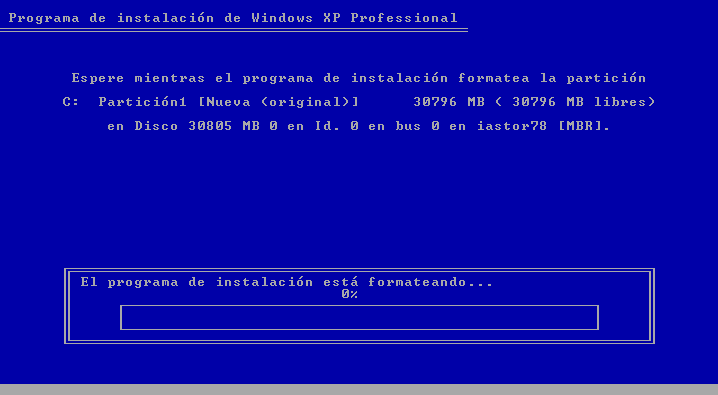 Programa de instalación de Windows XP Professional
Espere mientras el programa de instalación formatea la partición
C: Partición1 [Nueva (original)] 30796 MB ( 30796 MB libres)
en Disco 30805 MB 0 en Id. 0 en bus 0 en iastor78 [MBR].
El programa de instalación está formateando...
0%